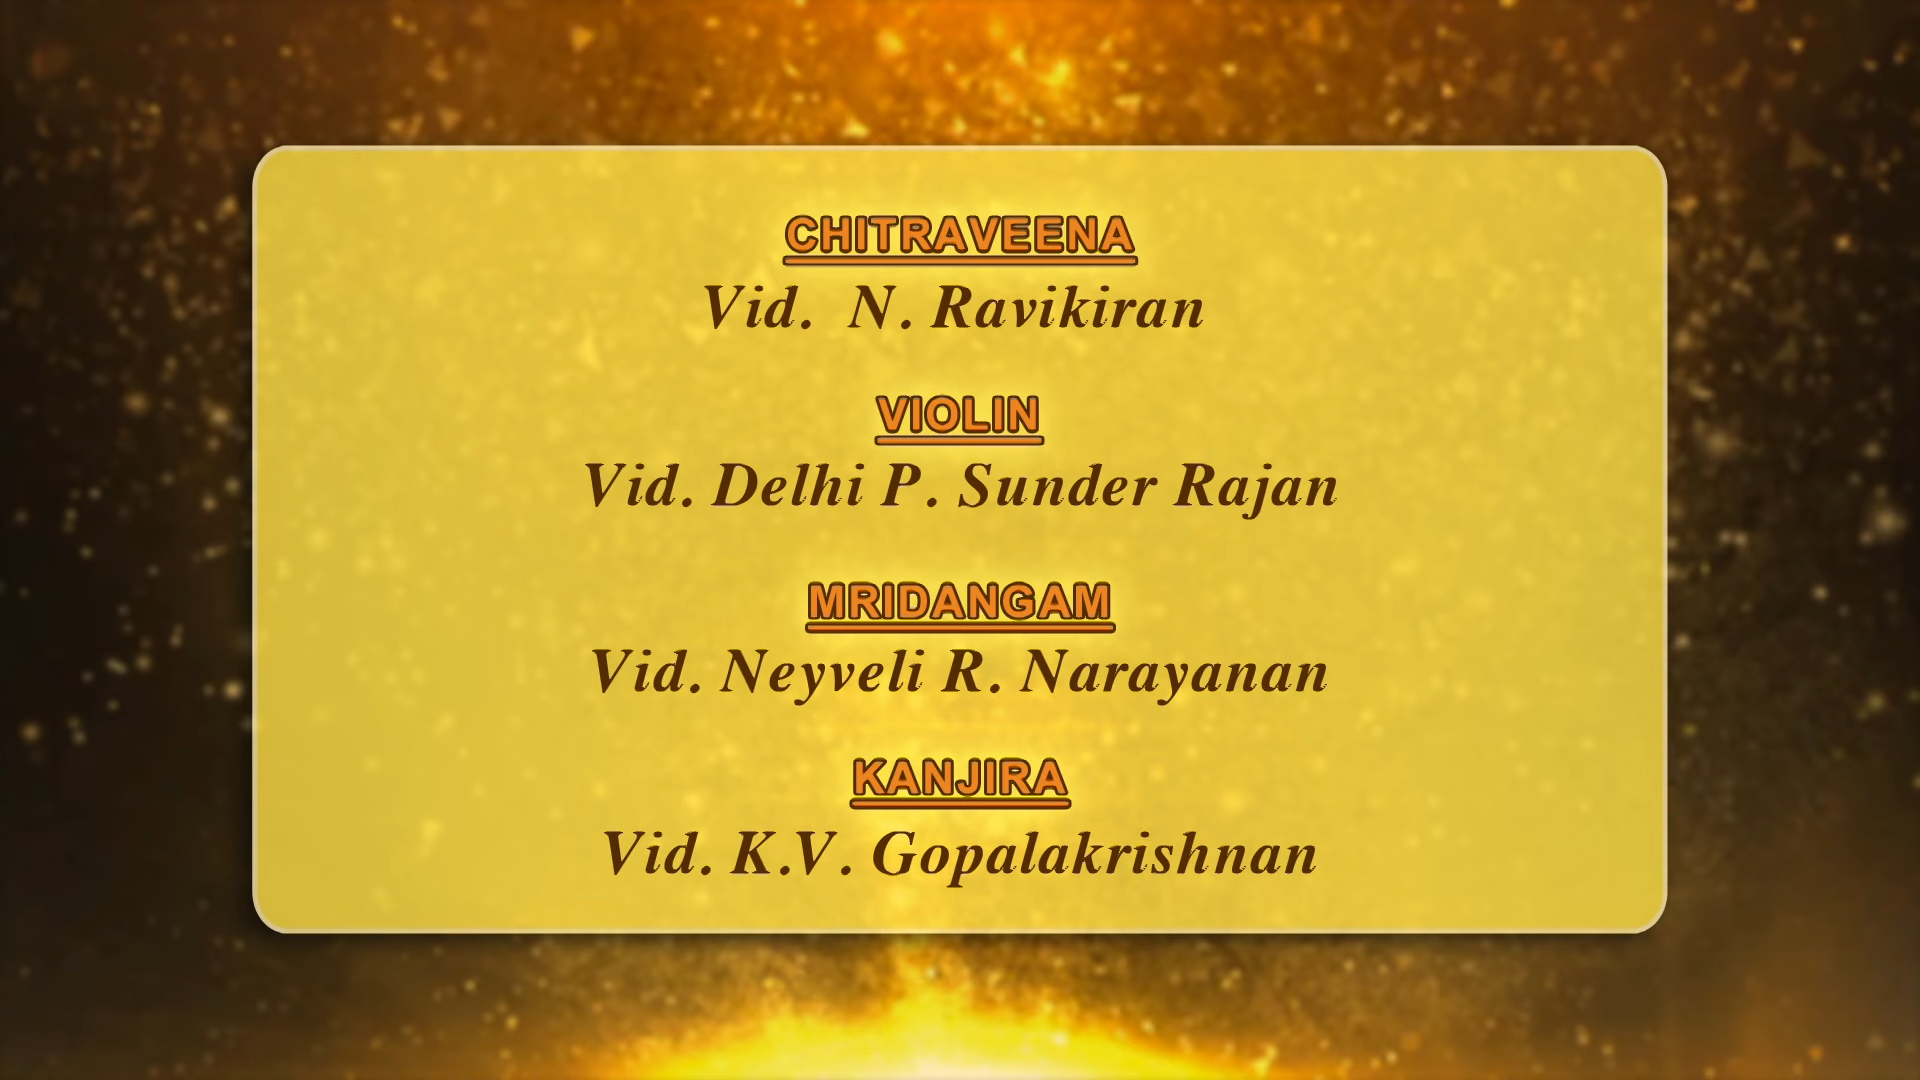 CHITRAVEENA
Vid. N. Ravikiran
VIOLIN
Vid. Delhi P. Sunder Rajan
MRIDANGAM
Vid. Neyveli R. Narayanan
KANJIRA
Vid. K.V. Gopalakrishnan